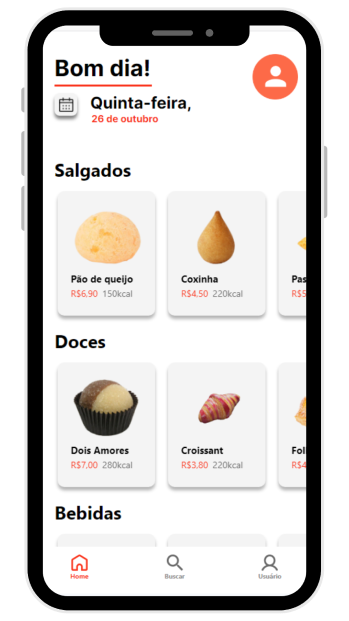 Bom dia!
Quinta-feira,
26 de outubro
Salgados
Pão de queijo
R$6,90 150kcal
Coxinha
R$4,50 220kcal
Pas
R$5
Doces
Dois Amores
R$7,00 280kcal
Croissant
R$3,80 220kcal
Fol
R$4
Bebidas
Home
Buscar
Usuário